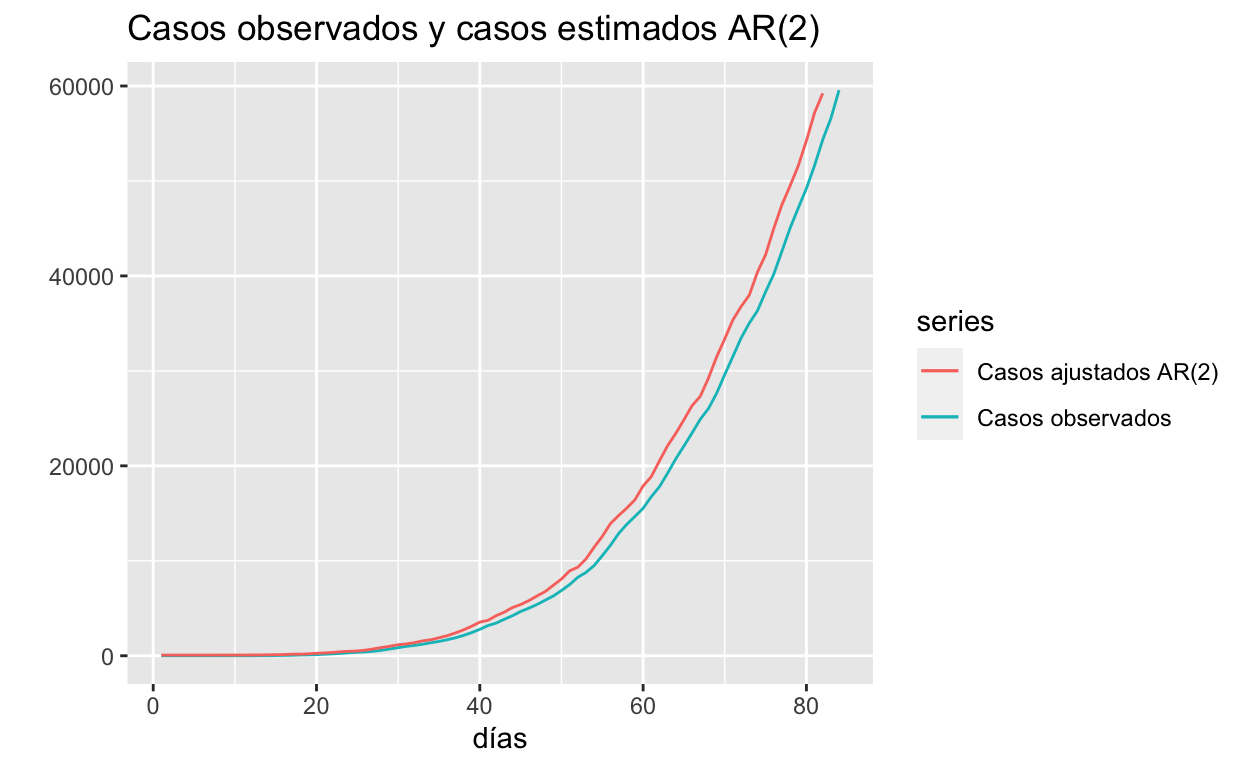 Casos observados y casos estimados AR(2)
60000
40000
20000
0
0 20 40 60 80
días
series
Casos ajustados AR(2)
Casos observados